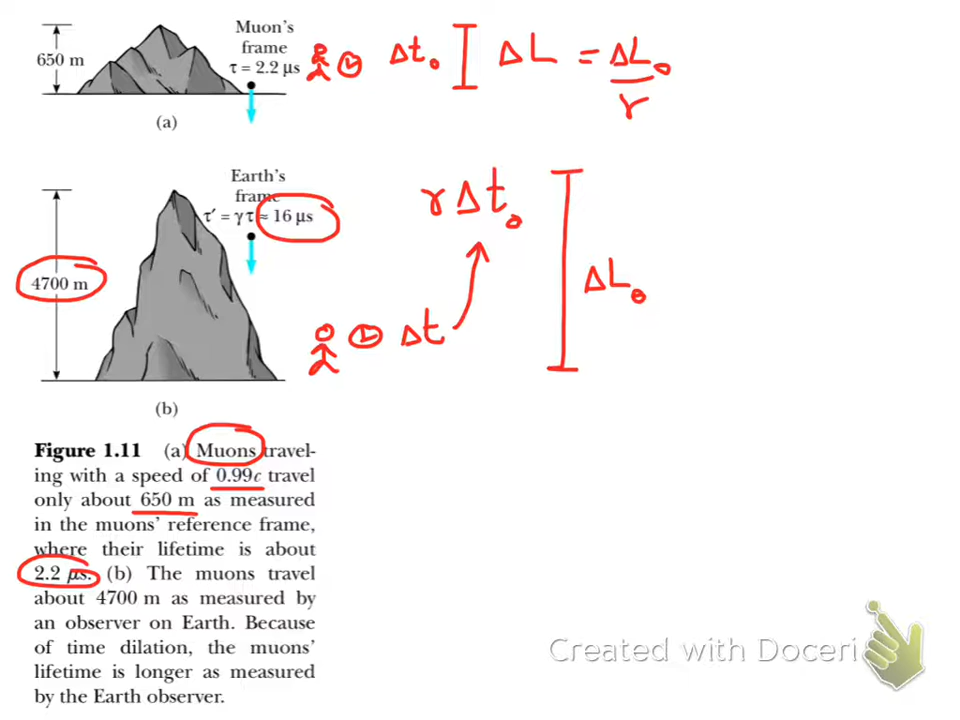 650 m
Muon's
frame
τ = 2.2 μs
Δt₀
ΔL = ΔL₀
γ
(a)
Earth's
frame
τ′ = γτ ≈ 16 μs
γΔt₀
4700 m
ΔL₀
Δt
(b)
Figure 1.11 (a) Muons travel-
ing with a speed of 0.99c travel
only about 650 m as measured
in the muons' reference frame,
where their lifetime is about
2.2 μs. (b) The muons travel
about 4700 m as measured by
an observer on Earth. Because
of time dilation, the muons'
lifetime is longer as measured
by the Earth observer.
Created with Doceri